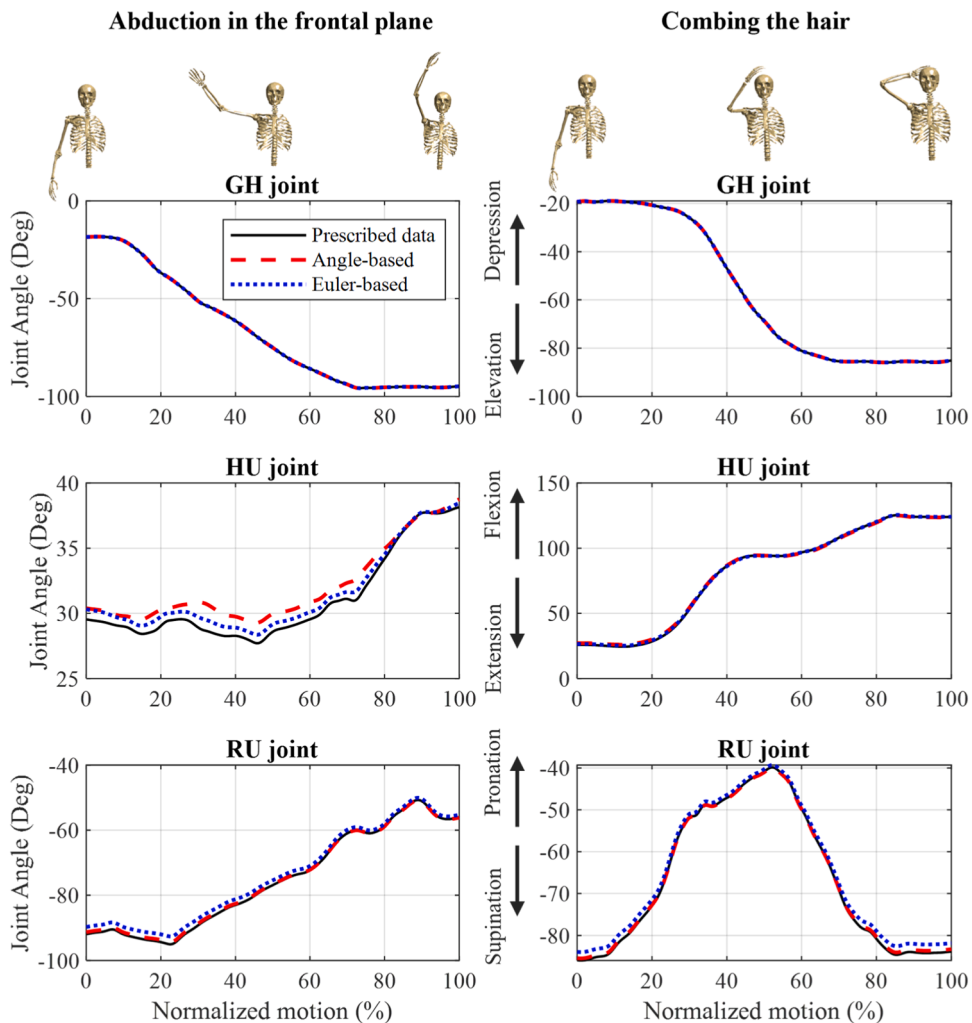 Abduction in the frontal plane
Combing the hair
GH joint
0
-50
-100
0 20 40 60 80 100
Joint Angle (Deg)
Prescribed data
Angle-based
Euler-based
Depression
Elevation
GH joint
-20
-40
-60
-80
-100
0 20 40 60 80 100
HU joint
40
35
30
25
0 20 40 60 80 100
Joint Angle (Deg)
Flexion
Extension
HU joint
150
100
50
0
0 20 40 60 80 100
RU joint
-40
-60
-80
-100
0 20 40 60 80 100
Joint Angle (Deg)
Normalized motion (%)
Pronation
Supination
RU joint
-40
-50
-60
-70
-80
0 20 40 60 80 100
Normalized motion (%)